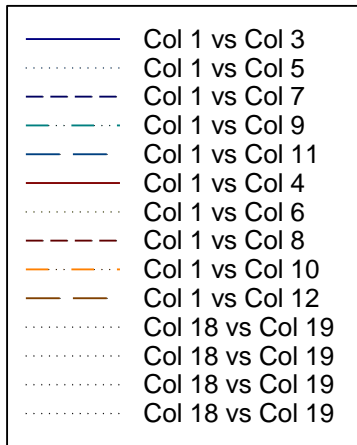 Col 1 vs Col 3
Col 1 vs Col 5
Col 1 vs Col 7
Col 1 vs Col 9
Col 1 vs Col 11
Col 1 vs Col 4
Col 1 vs Col 6
Col 1 vs Col 8
Col 1 vs Col 10
Col 1 vs Col 12
Col 18 vs Col 19
Col 18 vs Col 19
Col 18 vs Col 19
Col 18 vs Col 19